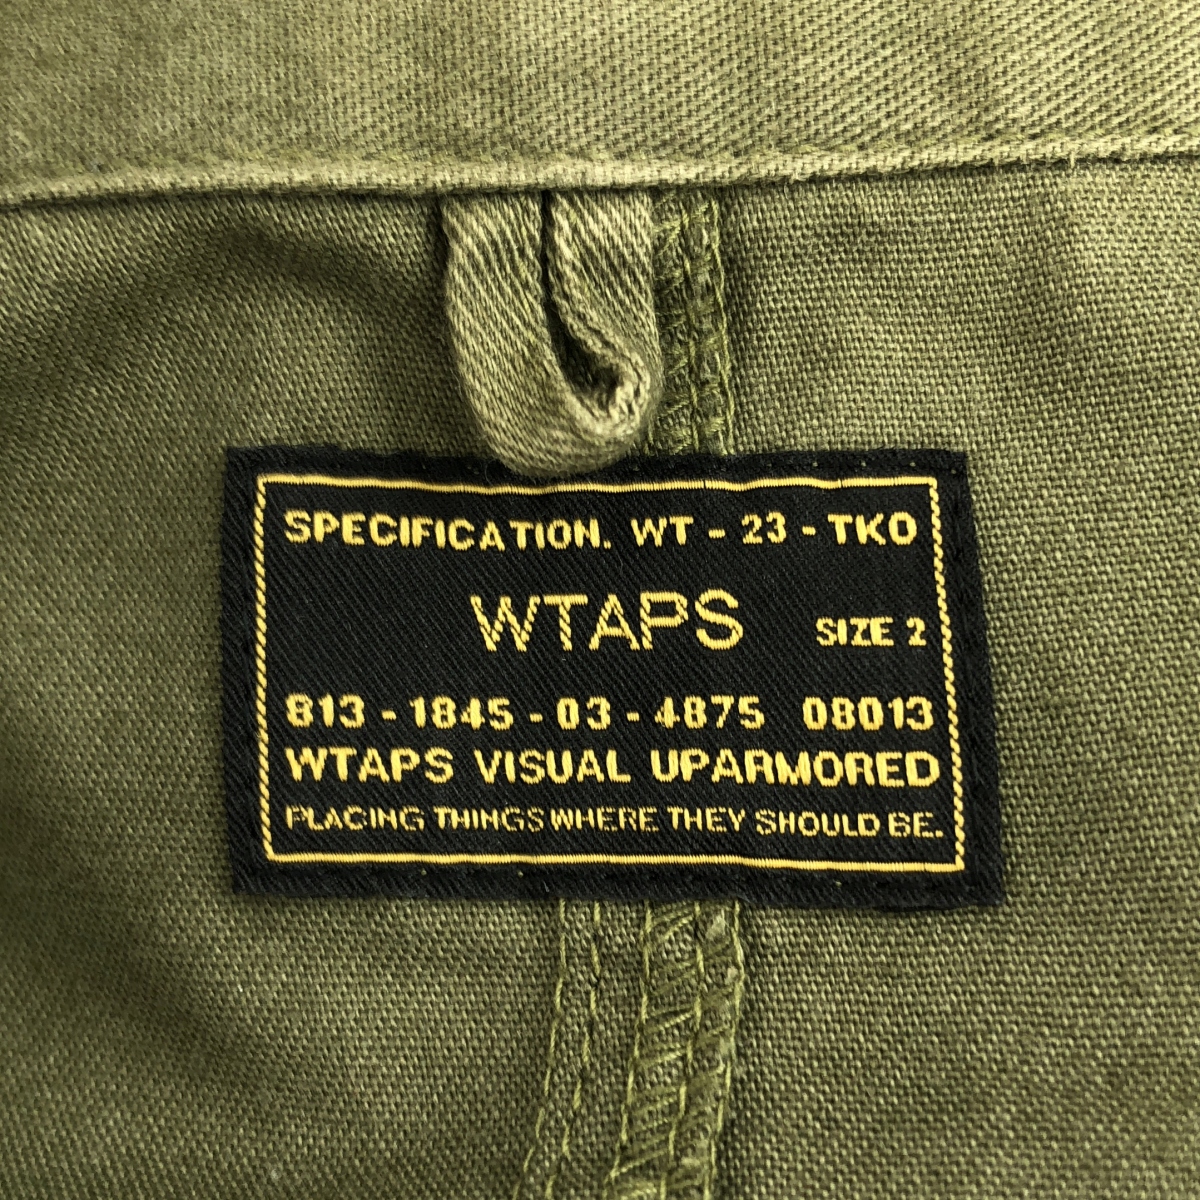 SPECIFICATION. WT - 23 - TKO
WTAPS SIZE 2
813 - 1845 - 03 - 4875 08013
WTAPS VISUAL UPARMORED
PLACING THINGS WHERE THEY SHOULD BE.